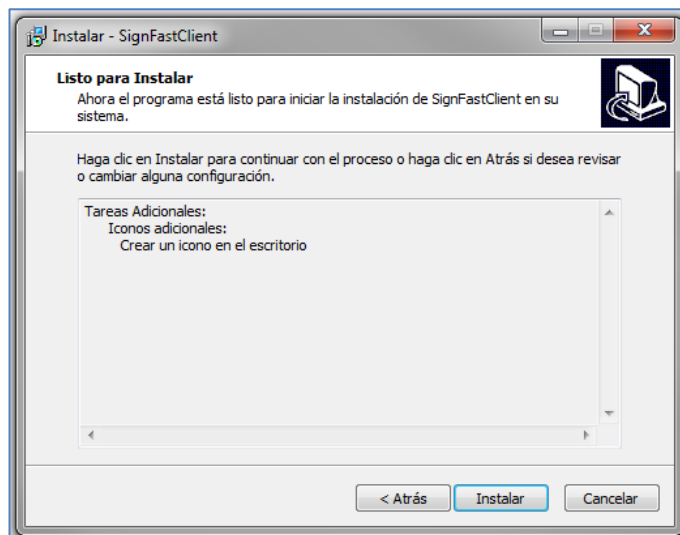 Instalar - SignFastClient
Listo para Instalar
Ahora el programa está listo para iniciar la instalación de SignFastClient en su
sistema.
Haga clic en Instalar para continuar con el proceso o haga clic en Atrás si desea revisar
o cambiar alguna configuración.
Tareas Adicionales:
Iconos adicionales:
Crear un icono en el escritorio
< Atrás
Instalar
Cancelar